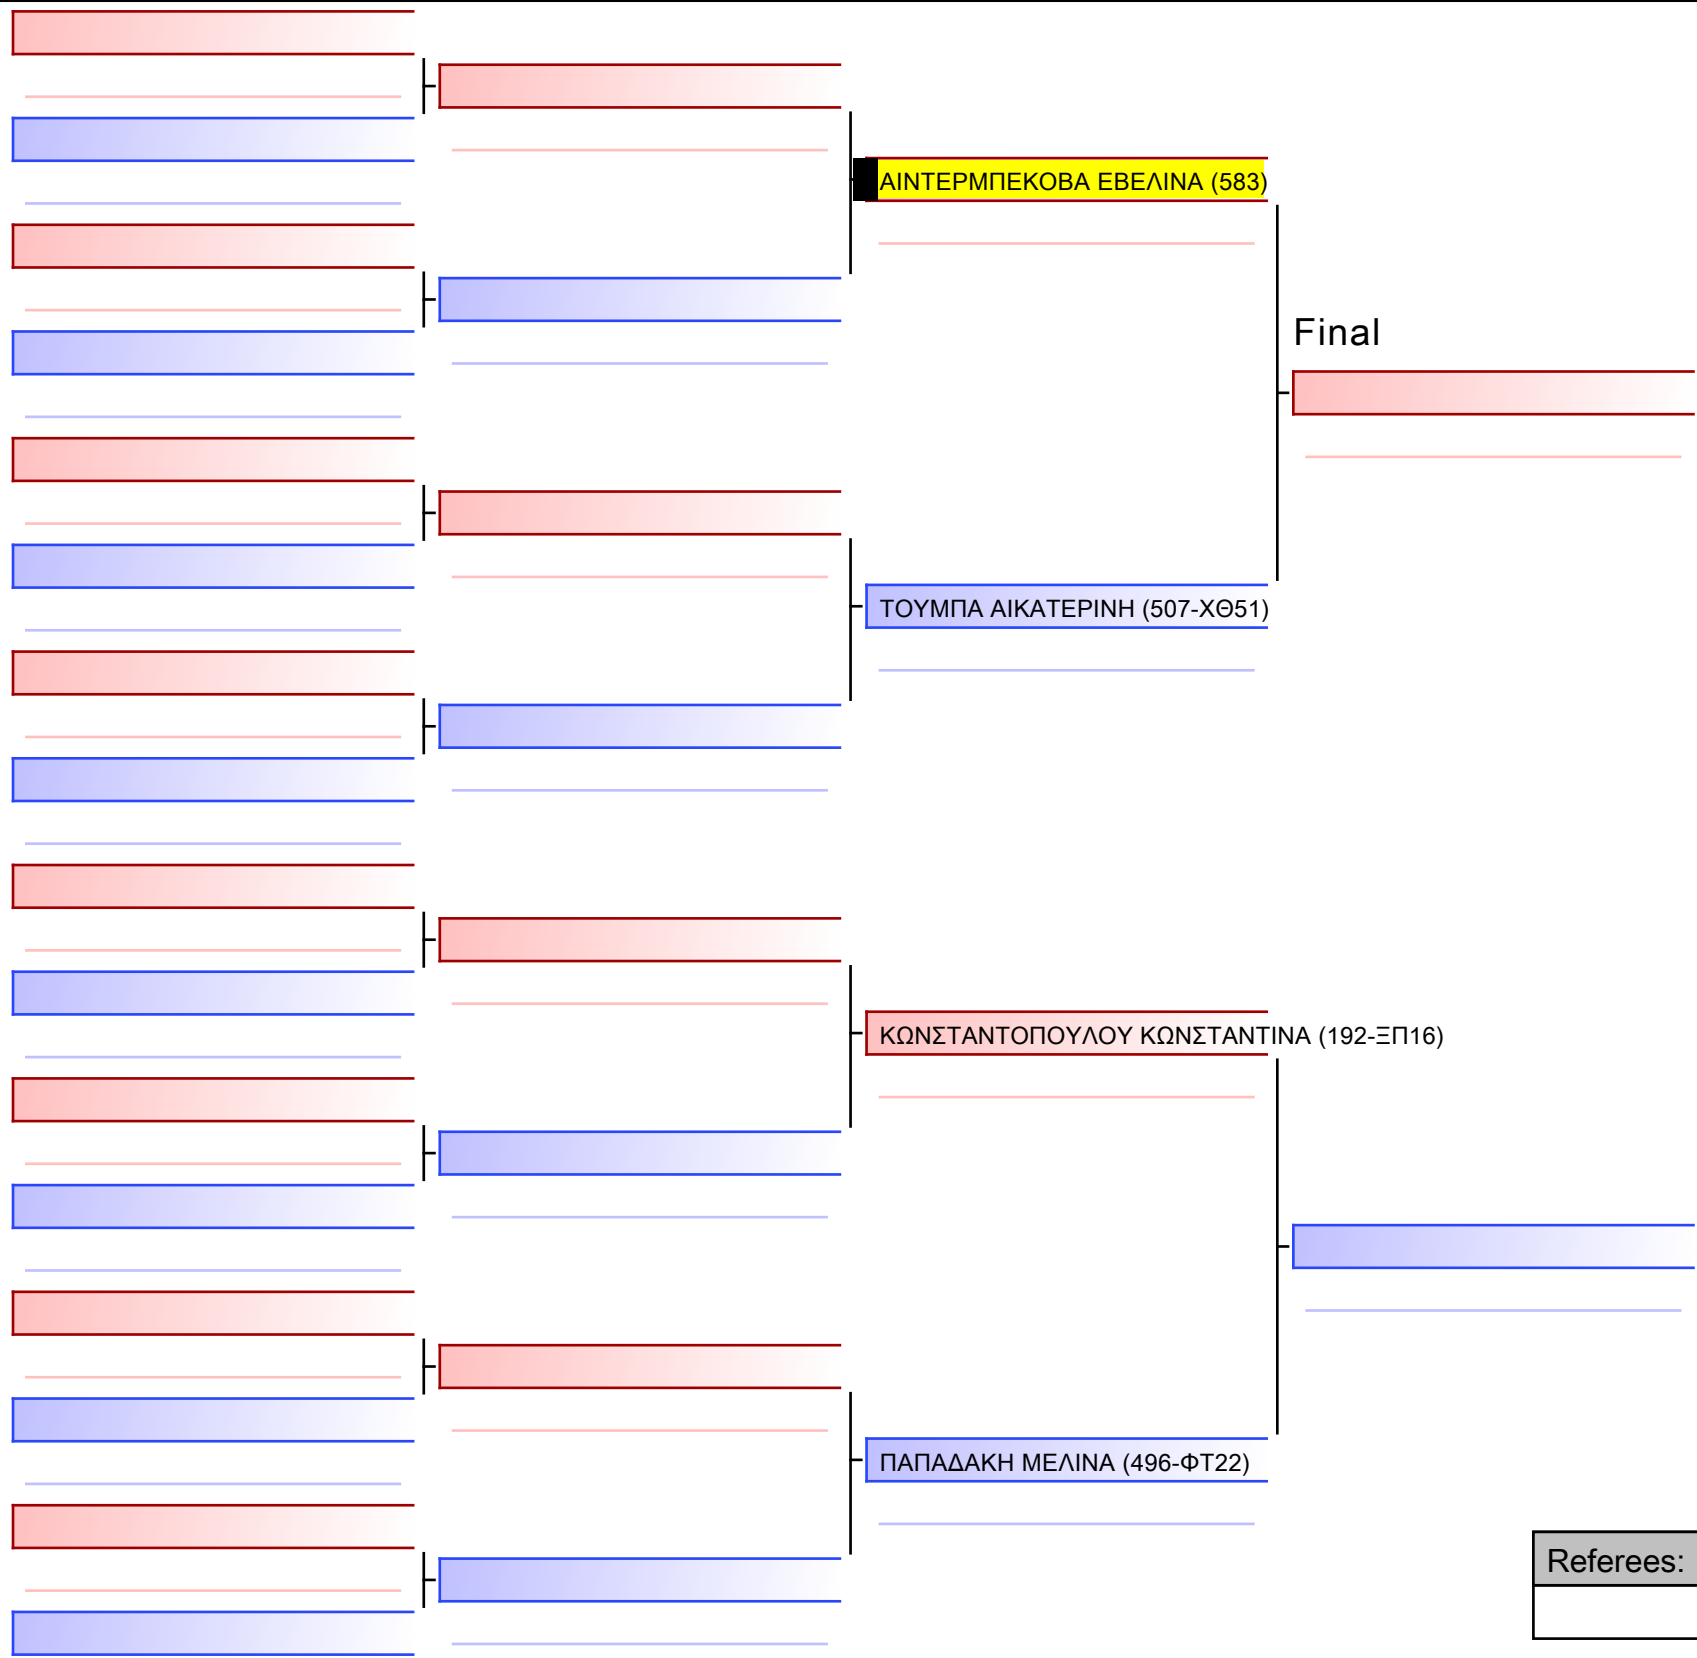 ΑΙΝΤΕΡΜΠΕΚΟΒΑ ΕΒΕΛΙΝΑ (583)
Final
ΤΟΥΜΠΑ ΑΙΚΑΤΕΡΙΝΗ (507-ΧΘ51)
ΚΩΝΣΤΑΝΤΟΠΟΥΛΟΥ ΚΩΝΣΤΑΝΤΙΝΑ (192-ΞΠ16)
ΠΑΠΑΔΑΚΗ ΜΕΛΙΝΑ (496-ΦΤ22)
Referees: